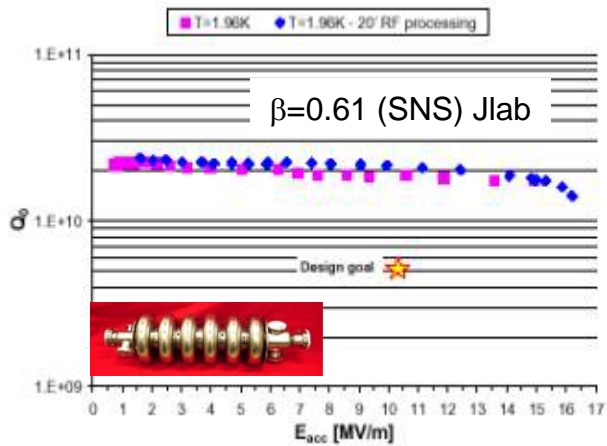 T=1.96K T=1.96K - 20' RF processing
1.E+11
β=0.61 (SNS) Jlab
1.E+10
Q0
Design goal
1.E+09
0 1 2 3 4 5 6 7 8 9 10 11 12 13 14 15 16 17
Eacc [MV/m]